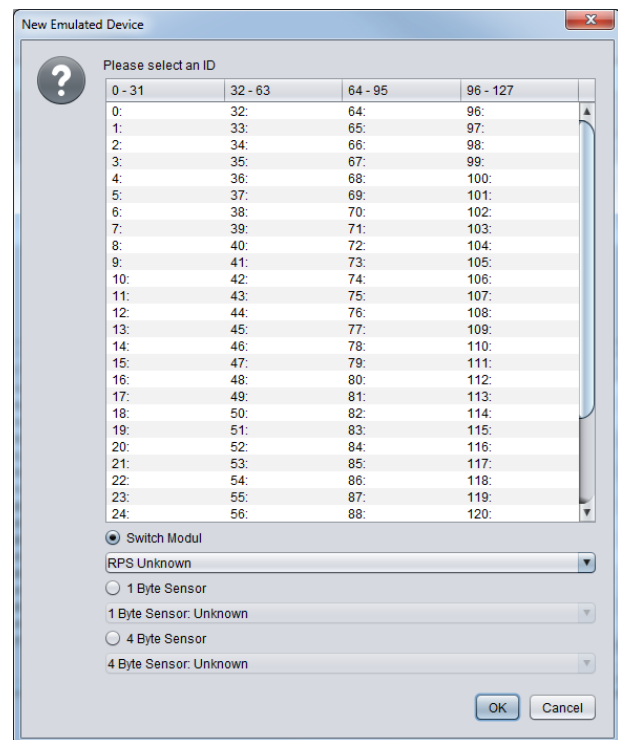 New Emulated Device
Please select an ID
0 - 31 32 - 63 64 - 95 96 - 127
0: 32: 64: 96:
1: 33: 65: 97:
2: 34: 66: 98:
3: 35: 67: 99:
4: 36: 68: 100:
5: 37: 69: 101:
6: 38: 70: 102:
7: 39: 71: 103:
8: 40: 72: 104:
9: 41: 73: 105:
10: 42: 74: 106:
11: 43: 75: 107:
12: 44: 76: 108:
13: 45: 77: 109:
14: 46: 78: 110:
15: 47: 79: 111:
16: 48: 80: 112:
17: 49: 81: 113:
18: 50: 82: 114:
19: 51: 83: 115:
20: 52: 84: 116:
21: 53: 85: 117:
22: 54: 86: 118:
23: 55: 87: 119:
24: 56: 88: 120:
Switch Modul
RPS Unknown
1 Byte Sensor
1 Byte Sensor: Unknown
4 Byte Sensor
4 Byte Sensor: Unknown
OK Cancel